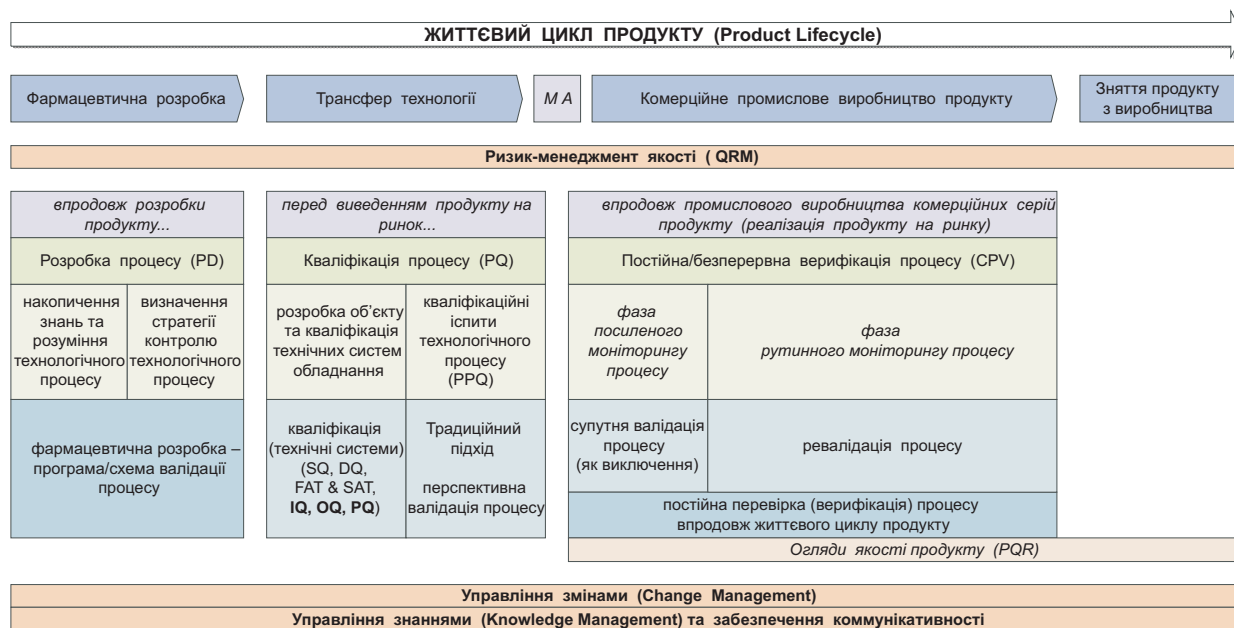 ЖИТТЄВИЙ ЦИКЛ ПРОДУКТУ (Product Lifecycle)
Фармацевтична розробка
Трансфер технології
М А
Комерційне промислове виробництво продукту
Зняття продукту
з виробництва
Ризик-менеджмент якості ( QRM)
впродовж розробки
продукту...
перед виведенням продукту на
ринок...
впродовж промислового виробництва комерційних серій
продукту (реалізація продукту на ринку)
Розробка процесу (PD)
Кваліфікація процесу (PQ)
Постійна/безперервна верифікація процесу (CPV)
накопичення
знань та
розуміння
технологічного
процесу
визначення
стратегії
контролю
технологічного
процесу
розробка об’єкту
та кваліфікація
технічних систем
обладнання
кваліфікаційні
іспити
технологічного
процесу
(PPQ)
фаза
посиленого
моніторингу
процесу
фаза
рутинного моніторингу процесу
фармацевтична розробка –
програма/схема валідації
процесу
кваліфікація
(технічні системи)
(SQ, DQ,
FAT & SAT,
IQ, OQ, PQ)
Традиційний
підхід
перспективна
валідація процесу
супутня валідація
процесу
(як виключення)
ревалідація процесу
постійна перевірка (верифікація) процесу
впродовж життєвого циклу продукту
Огляди якості продукту (PQR)
Управління змінами (Change Management)
Управління знаннями (Knowledge Management) та забезпечення коммунікативності